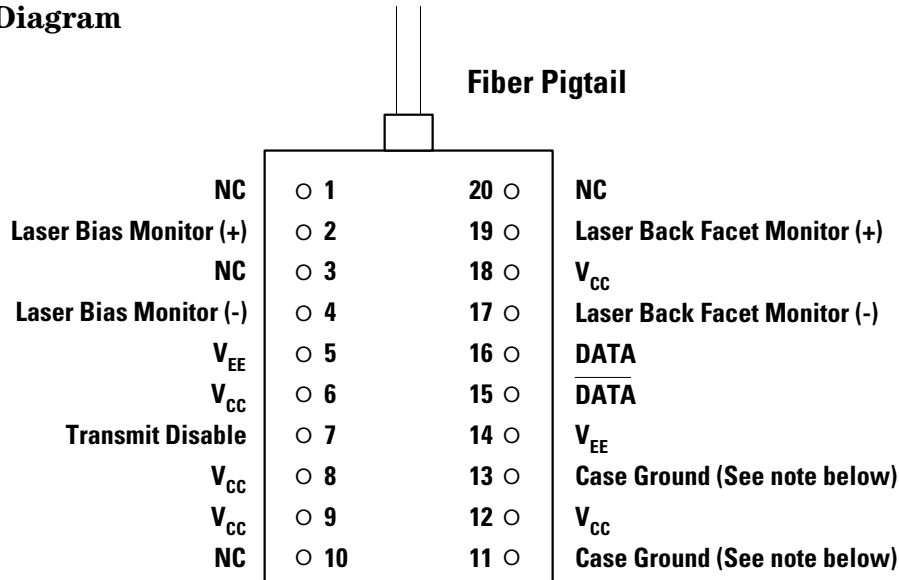 Diagram
Fiber Pigtail
NC 1 20 NC
Laser Bias Monitor (+) 2 19 Laser Back Facet Monitor (+)
NC 3 18 VCC
Laser Bias Monitor (-) 4 17 Laser Back Facet Monitor (-)
VEE 5 16 DATA
VCC 6 15 DATA
Transmit Disable 7 14 VEE
VCC 8 13 Case Ground (See note below)
VCC 9 12 VCC
NC 10 11 Case Ground (See note below)